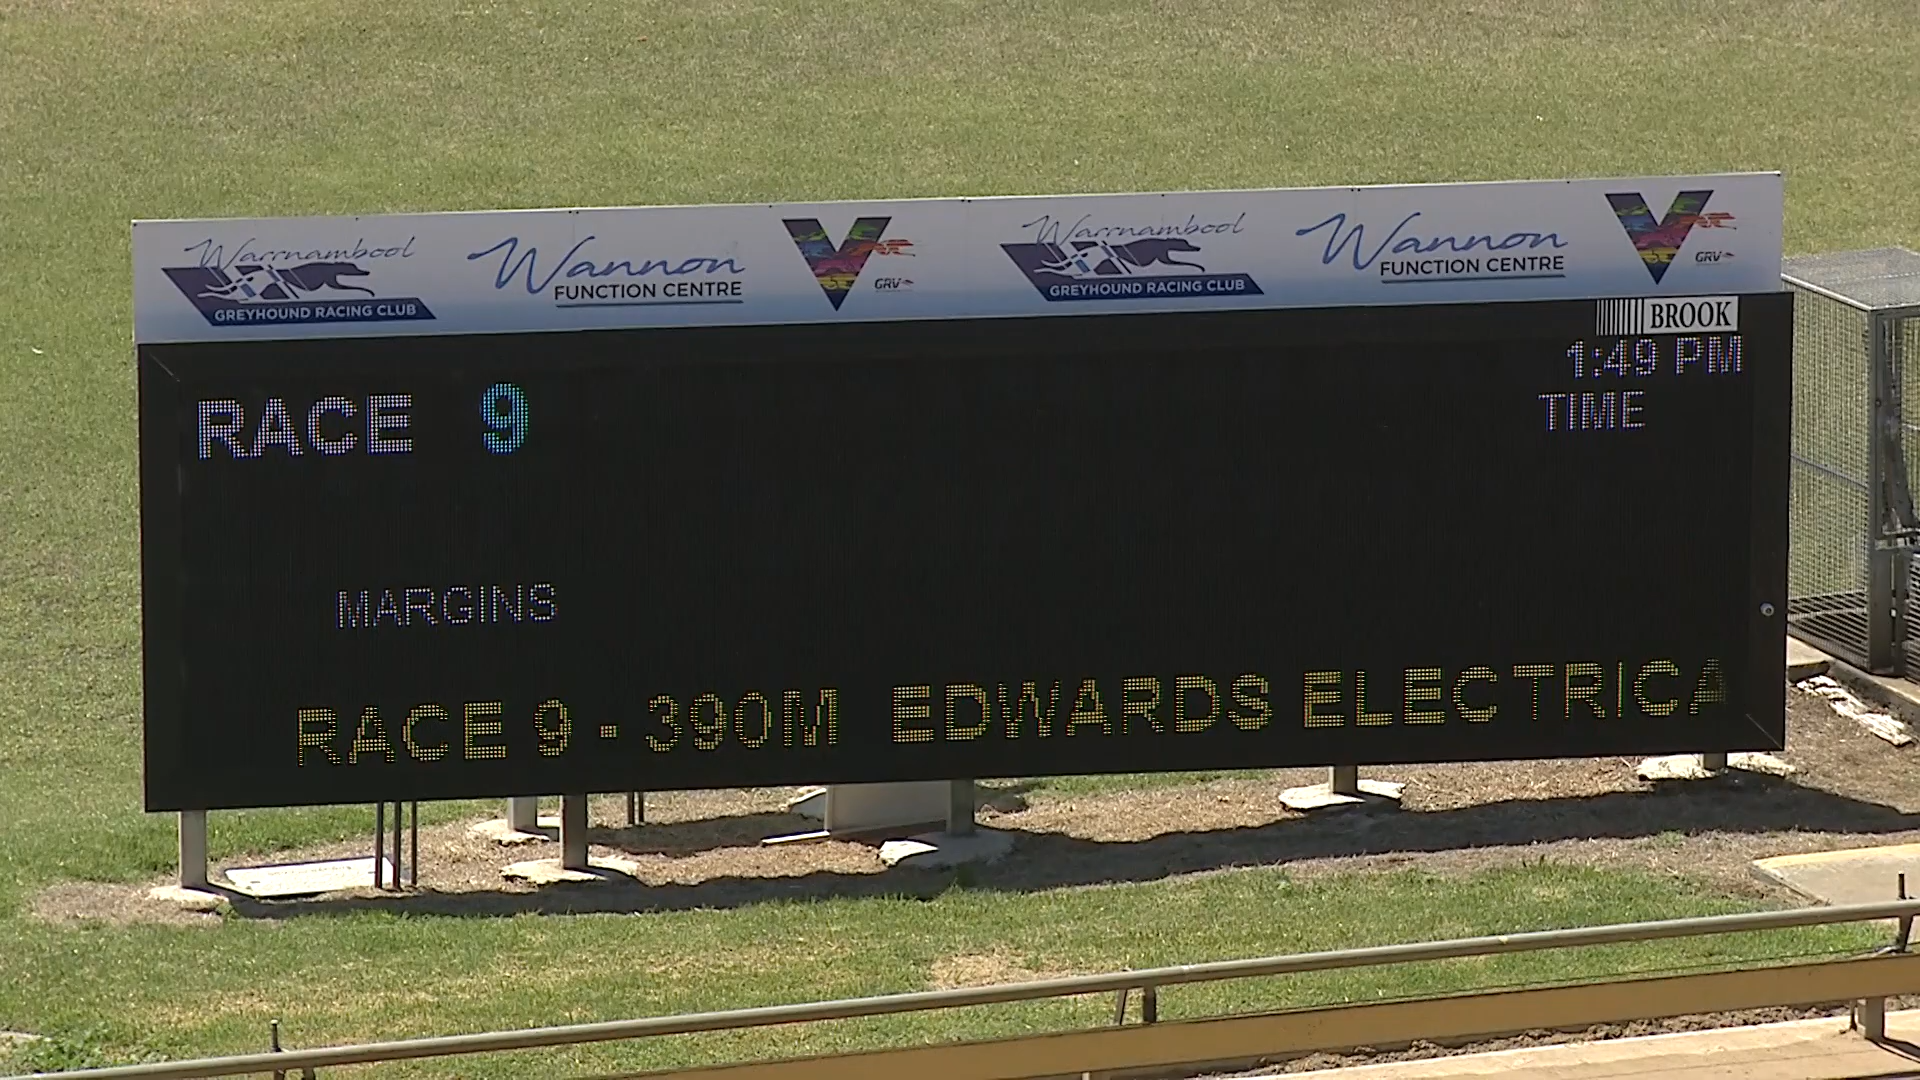 Warrnambool
GREYHOUND RACING CLUB
Wannon
FUNCTION CENTRE
V
GRV
Warrnambool
GREYHOUND RACING CLUB
Wannon
FUNCTION CENTRE
V
GRV
BROOK
1:49 PM
RACE 9
TIME
MARGINS
RACE 9 - 390M EDWARDS ELECTRICA